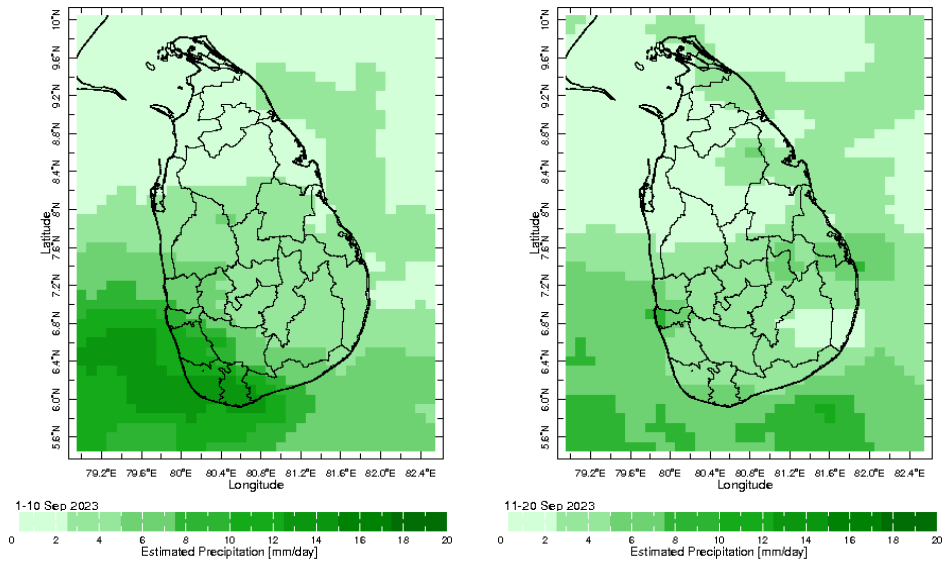 10°N
9.6°N
9.2°N
8.8°N
8.4°N
8°N
7.6°N
7.2°N
6.8°N
6.4°N
6.0°N
5.6°N
Latitude
79.2°E 79.6°E 80°E 80.4°E 80.8°E 81.2°E 81.6°E 82.0°E 82.4°E
Longitude
1-10 Sep 2023
0 2 4 6 8 10 12 14 16 18 20
Estimated Precipitation [mm/day]
10°N
9.6°N
9.2°N
8.8°N
8.4°N
8°N
7.6°N
7.2°N
6.8°N
6.4°N
6.0°N
5.6°N
Latitude
79.2°E 79.6°E 80°E 80.4°E 80.8°E 81.2°E 81.6°E 82.0°E 82.4°E
Longitude
11-20 Sep 2023
0 2 4 6 8 10 12 14 16 18 20
Estimated Precipitation [mm/day]